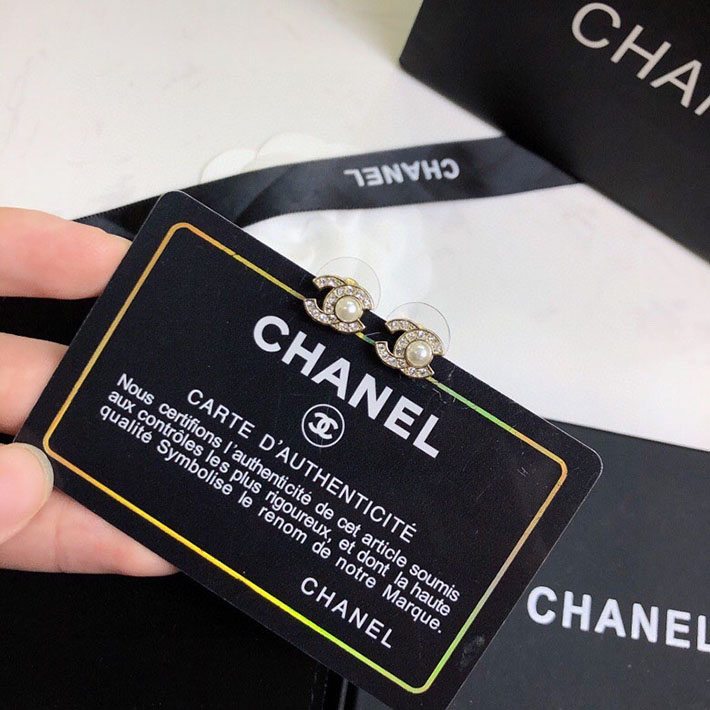 CHAN
CHANEL
CHANEL
CARTE D'AUTHENTICITÉ
Nous certifions l'authenticité de cet article soumis
aux contrôles les plus rigoureux, et dont la haute
qualité Symbolise le renom de notre Marque.
CHANEL
CHANEL